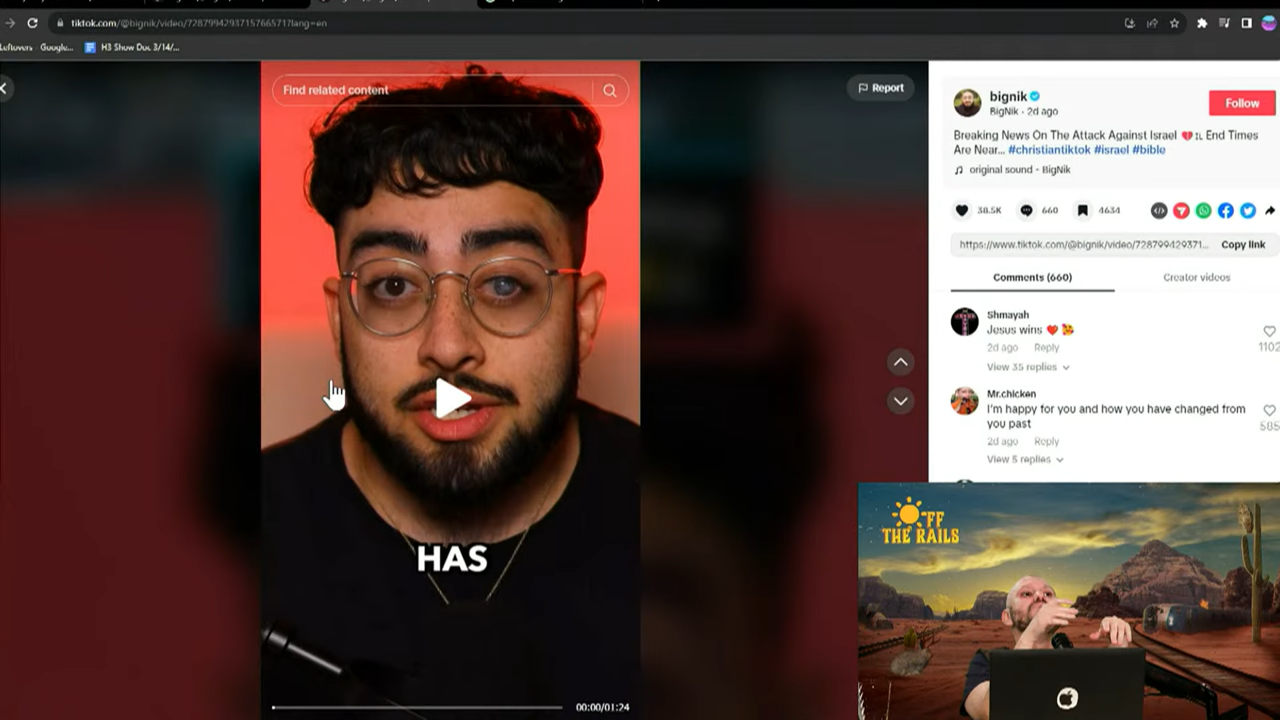 tiktok.com/@bignik/video/7287994293715766571?lang=en
Leftovers - Google...
H3 Show Doc 3/14/...
Find related content
Report
bignik
BigNik · 2d ago
Follow
Breaking News On The Attack Against Israel 💔🇮🇱 End Times
Are Near... #christiantiktok #israel #bible
original sound - BigNik
38.5K
660
4634
https://www.tiktok.com/@bignik/video/728799429371...
Copy link
Comments (660)
Creator videos
Shmayah
Jesus wins ❤️🥰
2d ago
Reply
1102
View 35 replies
Mr.chicken
I'm happy for you and how you have changed from
you past
2d ago
Reply
585
View 5 replies
HAS
OFF
THE RAILS
00:00/01:24